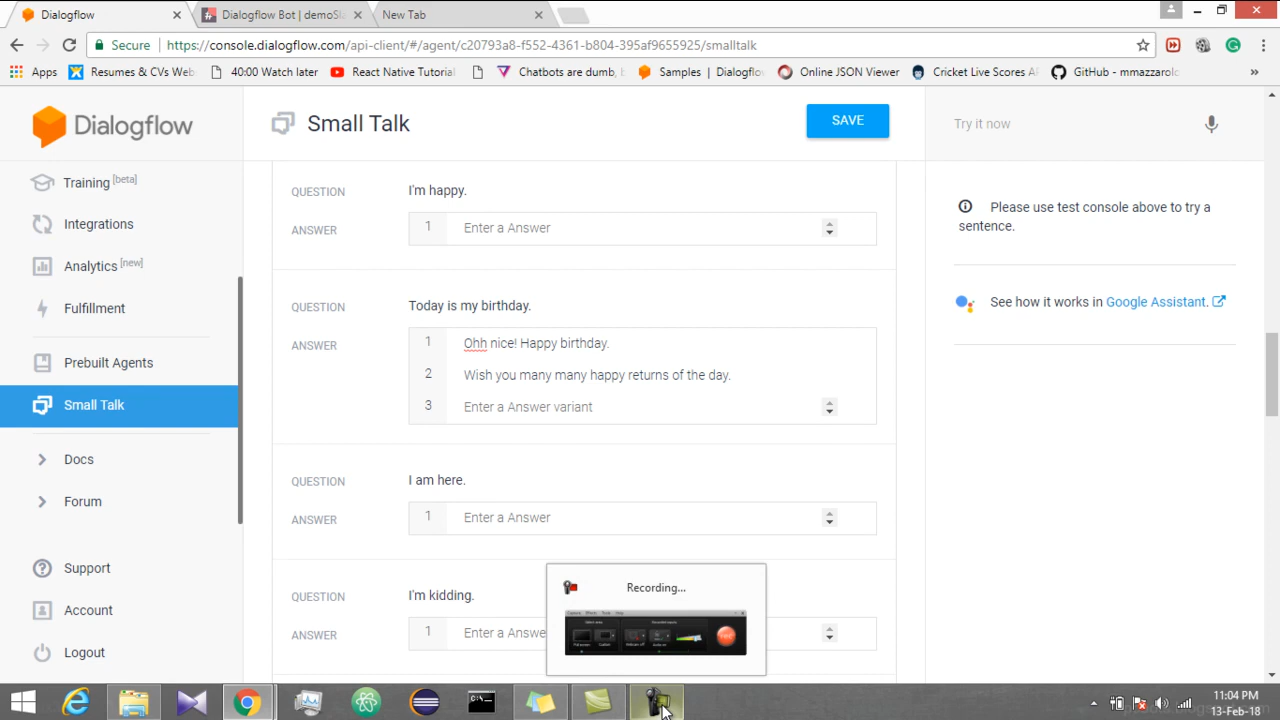 Dialogflow
Dialogflow Bot | demoSla
New Tab
Secure
https://console.dialogflow.com/api-client/#/agent/c20793a8-f552-4361-b804-395af9655925/smalltalk
Apps
Resumes & CVs Web
40:00 Watch later
React Native Tutoria
Chatbots are dumb,
Samples | Dialogflo
Online JSON Viewer
Cricket Live Scores AP
GitHub - mmazzarolo
Dialogflow
Small Talk
SAVE
Try it now
Training [beta]
Integrations
Analytics [new]
Fulfillment
Prebuilt Agents
Small Talk
Docs
Forum
Support
Account
Logout
QUESTION
I'm happy.
ANSWER
1
Enter a Answer
QUESTION
Today is my birthday.
ANSWER
1
Ohh nice! Happy birthday.
2
Wish you many many happy returns of the day.
3
Enter a Answer variant
QUESTION
I am here.
ANSWER
1
Enter a Answer
QUESTION
I'm kidding.
ANSWER
1
Enter a Answe
Please use test console above to try a
sentence.
See how it works in Google Assistant.
Recording...
11:04 PM
13-Feb-18